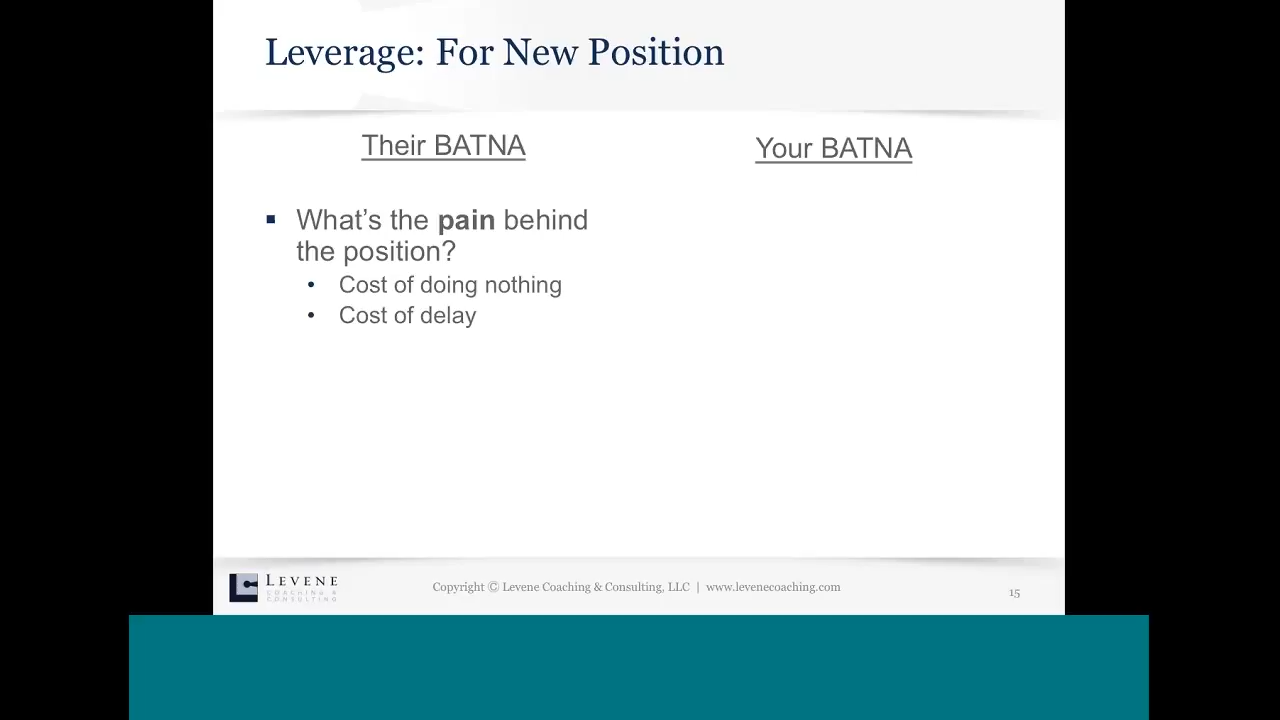 Leverage: For New Position
Their BATNA
Your BATNA
What's the pain behind
the position?
Cost of doing nothing
Cost of delay
LEVENE
COACHING &
CONSULTING
Copyright © Levene Coaching & Consulting, LLC | www.levenecoaching.com
15